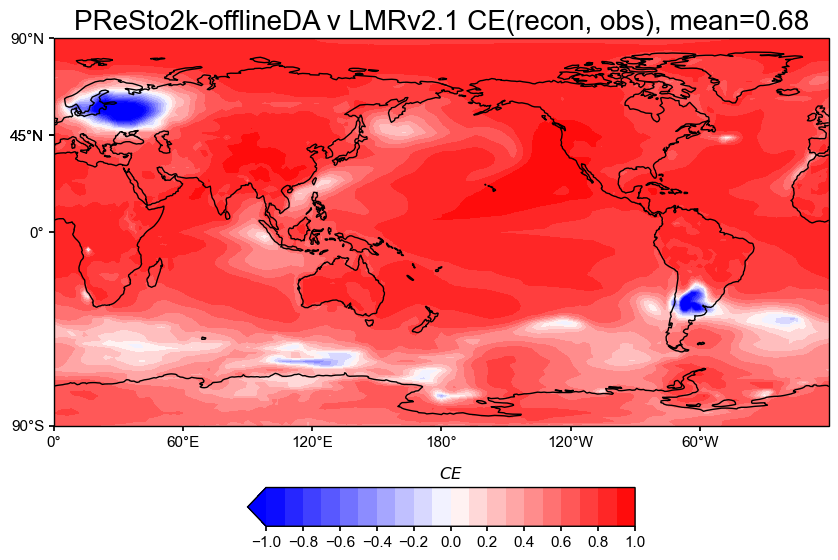 PReSto2k-offlineDA v LMRv2.1 CE(recon, obs), mean=0.68
90°N
45°N
0°
90°S
0° 60°E 120°E 180° 120°W 60°W
CE
−1.0 −0.8 −0.6 −0.4 −0.2 0.0 0.2 0.4 0.6 0.8 1.0